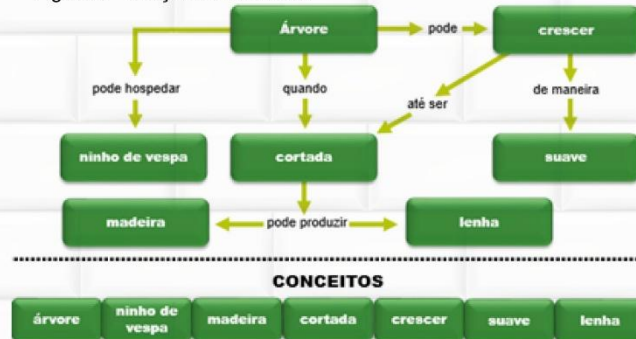 Árvore
pode
crescer
pode hospedar
quando
até ser
de maneira
ninho de vespa
cortada
suave
madeira
pode produzir
lenha
CONCEITOS
árvore
ninho de
vespa
madeira
cortada
crescer
suave
lenha